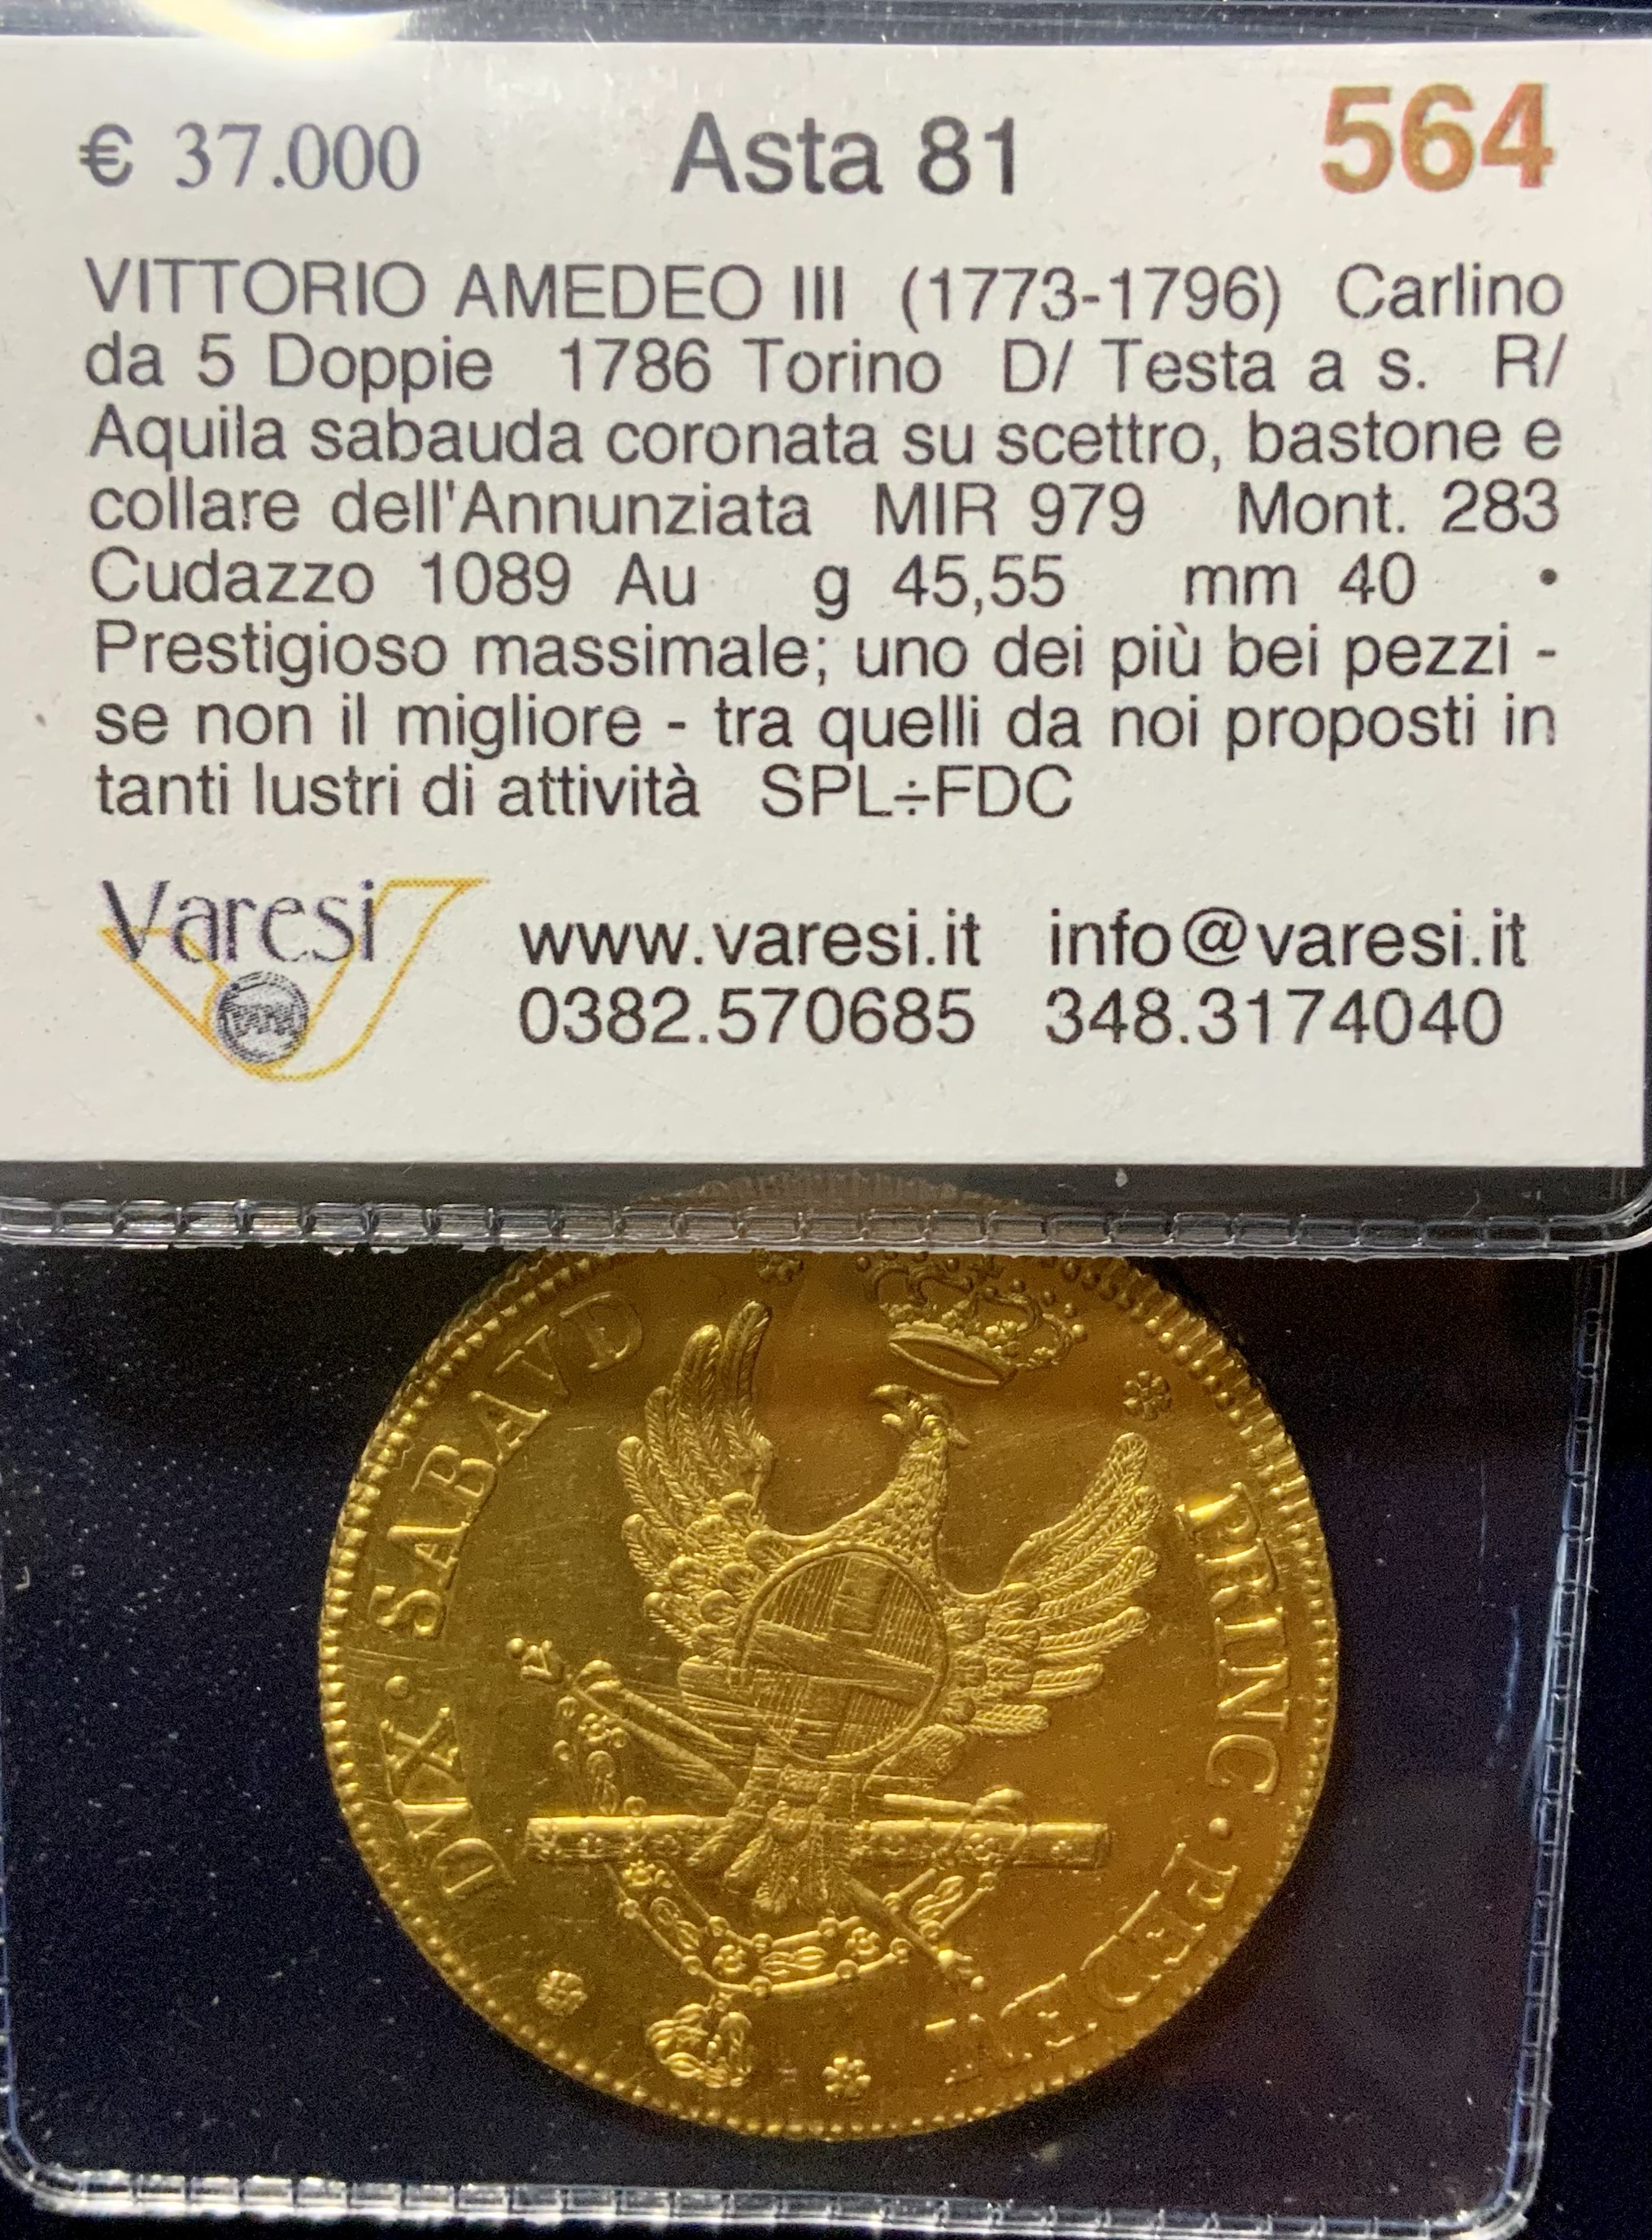 € 37.000 Asta 81 564
VITTORIO AMEDEO III (1773-1796) Carlino
da 5 Doppie 1786 Torino D/ Testa a s. R/
Aquila sabauda coronata su scettro, bastone e
collare dell'Annunziata MIR 979 Mont. 283
Cudazzo 1089 Au g 45,55 mm 40 •
Prestigioso massimale; uno dei più bei pezzi -
se non il migliore - tra quelli da noi proposti in
tanti lustri di attività SPL÷FDC
Varesi
www.varesi.it info@varesi.it
0382.570685 348.3174040
DVX · SABAVD
PRINC · PEDEM